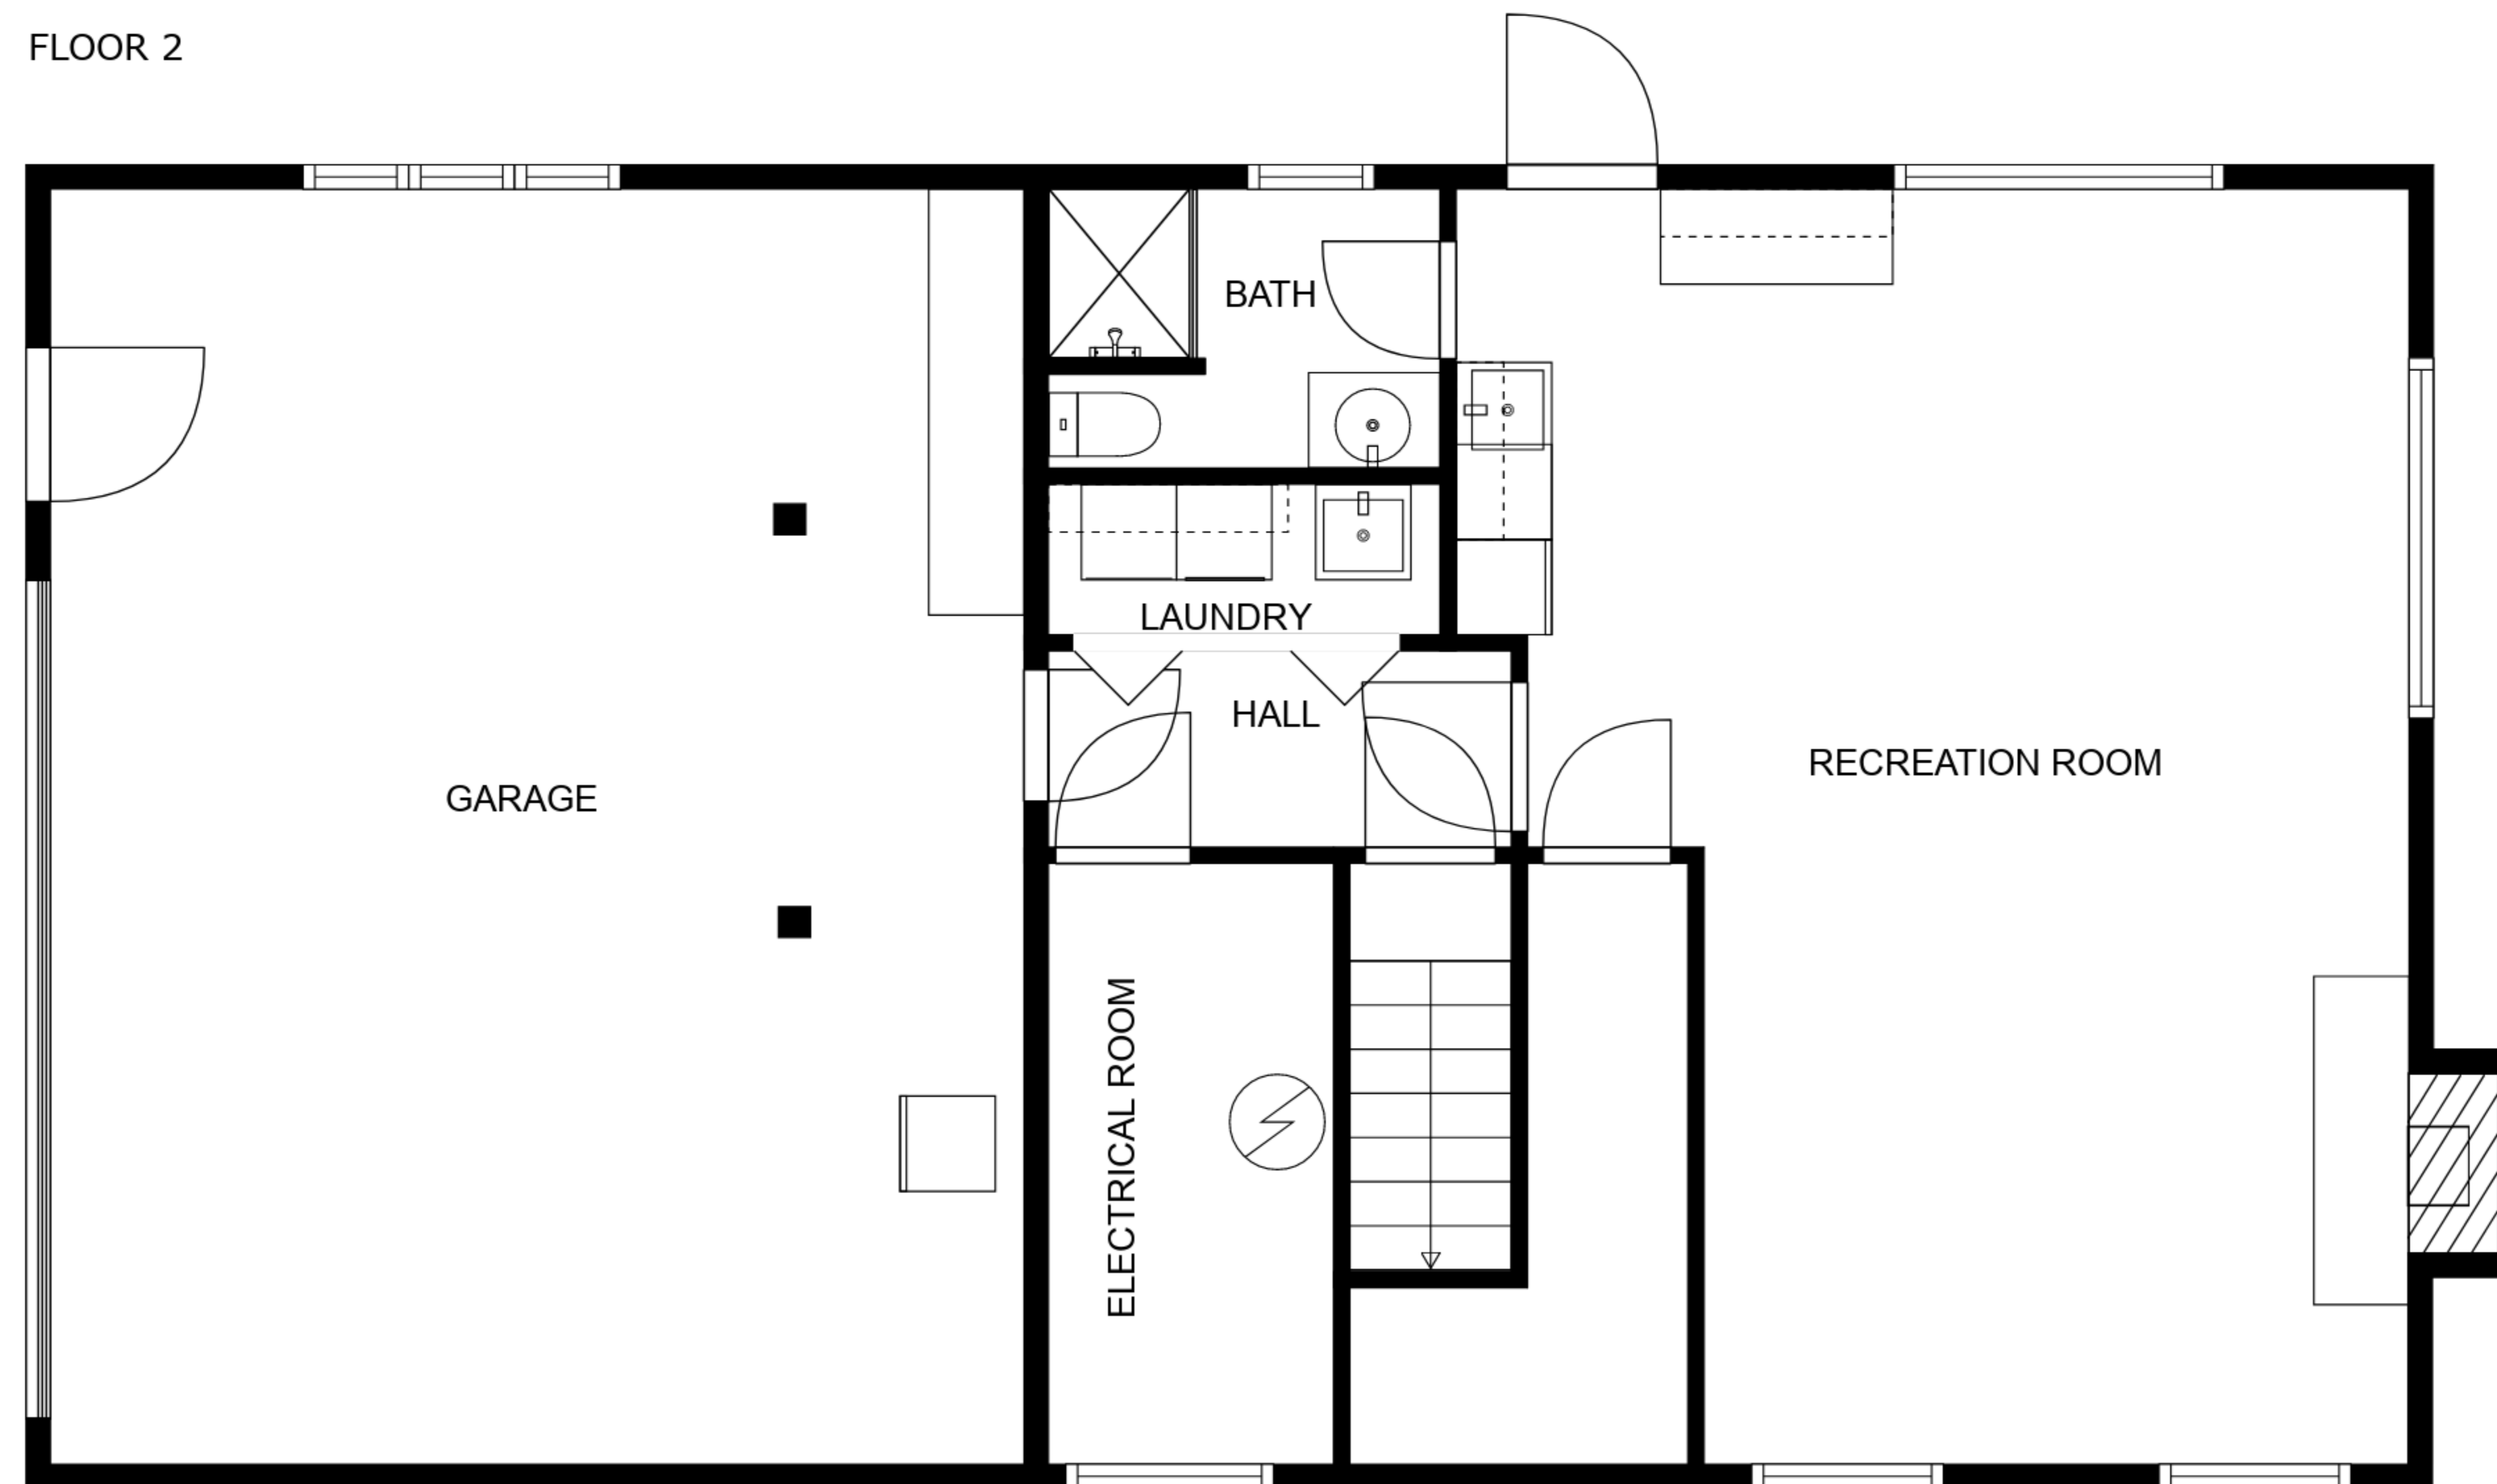 FLOOR 2
BATH
LAUNDRY
HALL
RECREATION ROOM
GARAGE
ELECTRICAL ROOM